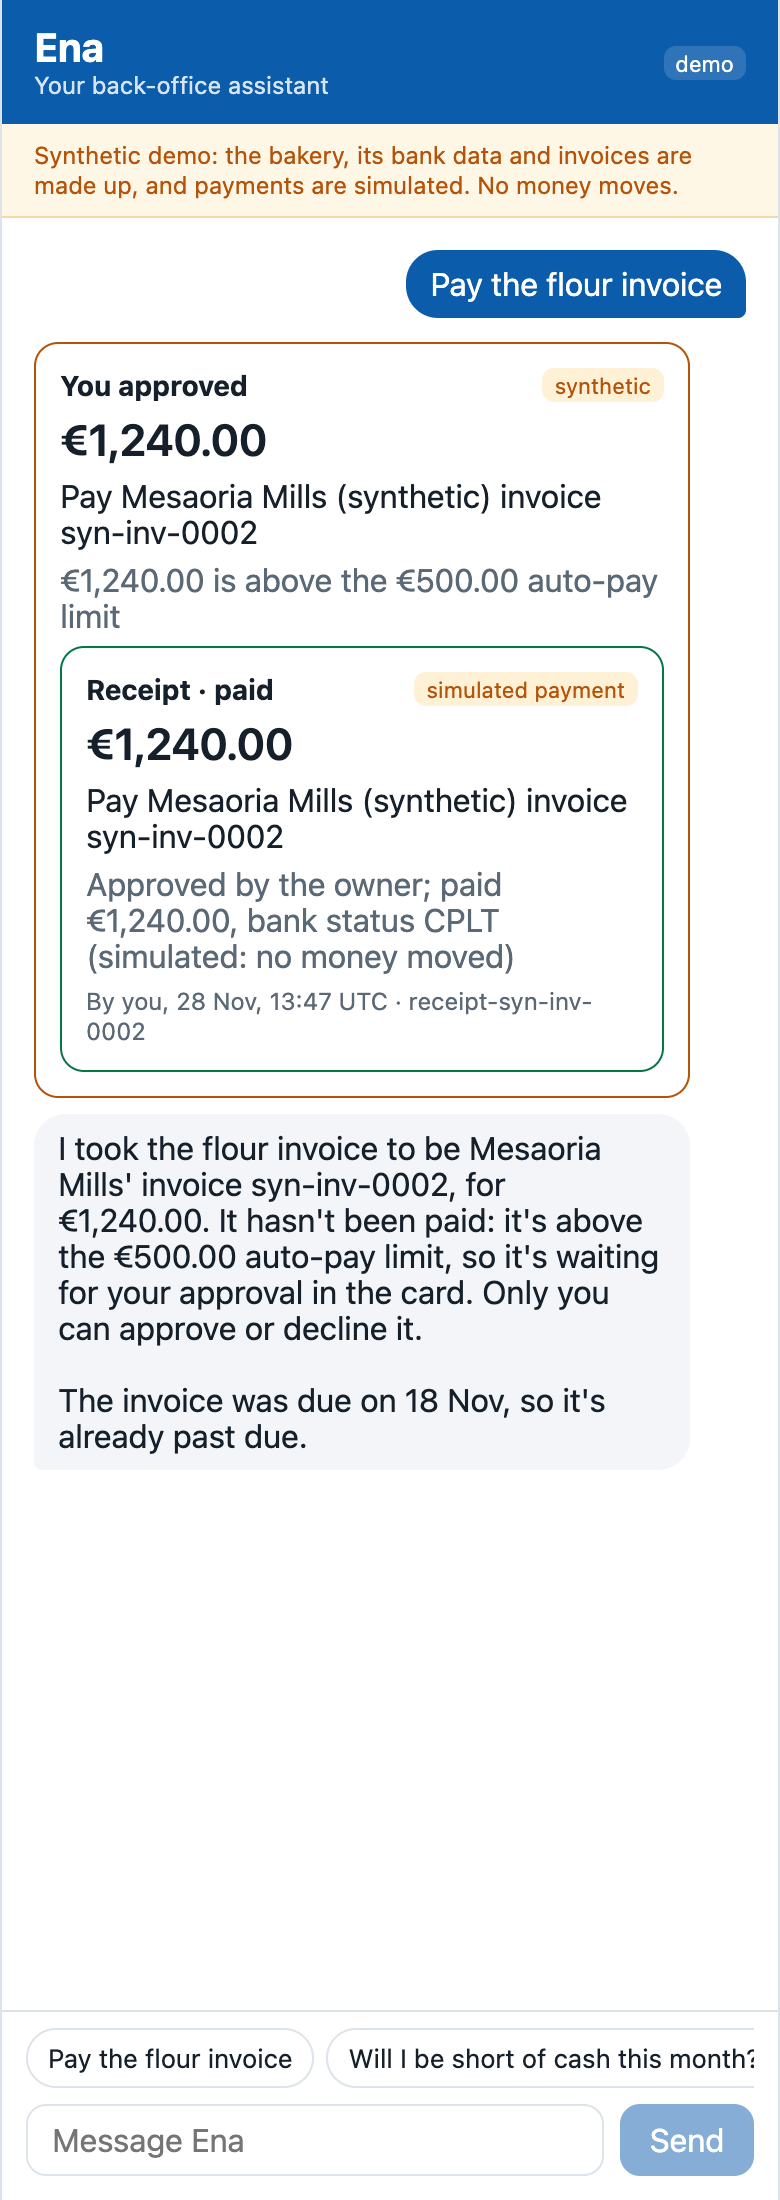 Ena
Your back-office assistant
demo
Synthetic demo: the bakery, its bank data and invoices are
made up, and payments are simulated. No money moves.
Pay the flour invoice
You approved
synthetic
€1,240.00
Pay Mesaoria Mills (synthetic) invoice
syn-inv-0002
€1,240.00 is above the €500.00 auto-pay
limit
Receipt · paid
simulated payment
€1,240.00
Pay Mesaoria Mills (synthetic) invoice
syn-inv-0002
Approved by the owner; paid
€1,240.00, bank status CPLT
(simulated: no money moved)
By you, 28 Nov, 13:47 UTC · receipt-syn-inv-
0002
I took the flour invoice to be Mesaoria
Mills' invoice syn-inv-0002, for
€1,240.00. It hasn't been paid: it's above
the €500.00 auto-pay limit, so it's waiting
for your approval in the card. Only you
can approve or decline it.
The invoice was due on 18 Nov, so it's
already past due.
Pay the flour invoice
Will I be short of cash this month?
Message Ena
Send